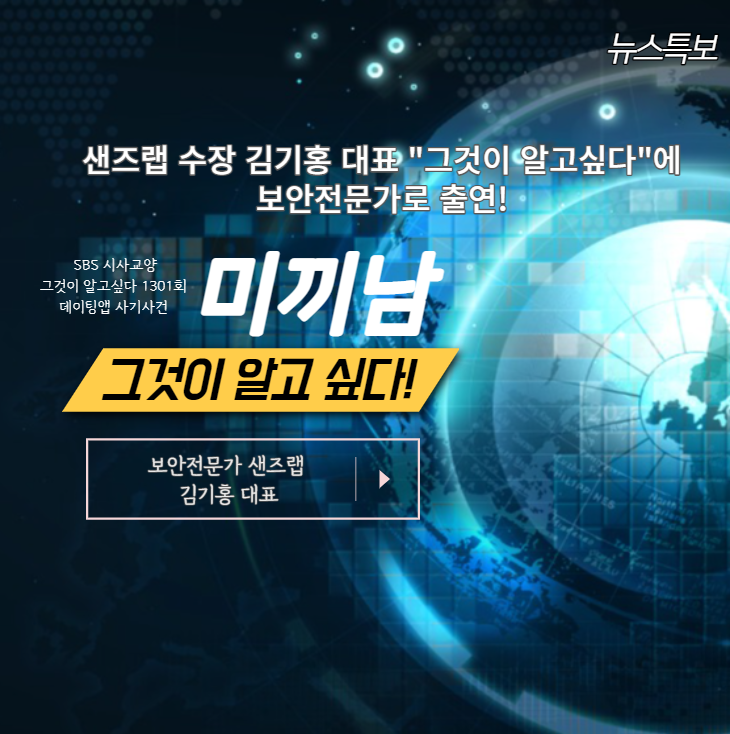 뉴스특보
샌즈랩 수장 김기홍 대표 "그것이 알고싶다"에
보안전문가로 출연!
SBS 시사교양
그것이 알고싶다 1301회
데이팅앱 사기사건
미끼남
그것이 알고 싶다!
보안전문가 샌즈랩
김기홍 대표